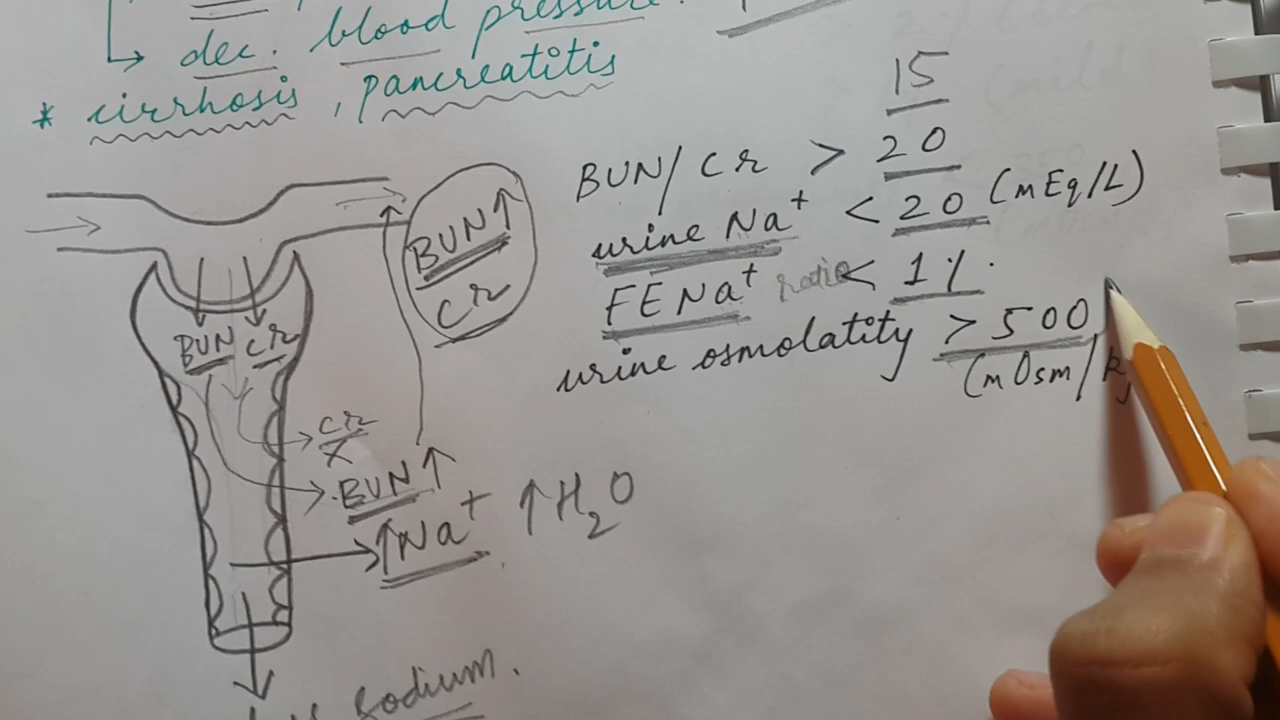 ↳ dec. blood pressure.
* cirrhosis , pancreatitis
15
BUN/cr > 20
urine Na⁺ < 20 (mEq/L)
FENa⁺ ratio < 1%.
urine osmolatity > 500
(mOsm/k
BUN↑
cr
BUN cr
cr
x
BUN↑
↑Na⁺ ↑H₂O
sodium.